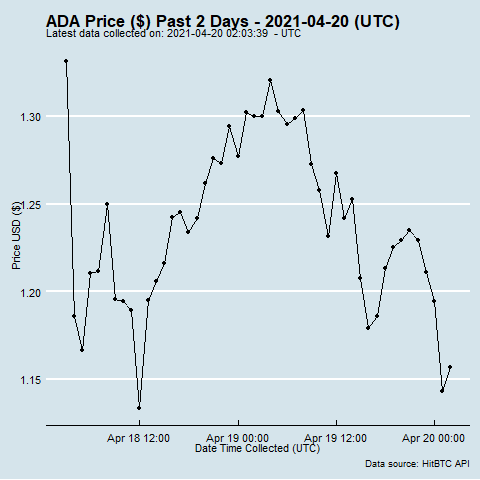 ADA Price ($) Past 2 Days - 2021-04-20 (UTC)
Latest data collected on: 2021-04-20 02:03:39  - UTC
1.30
1.25
1.20
1.15
Price USD ($)
Apr 18 12:00
Apr 19 00:00
Apr 19 12:00
Apr 20 00:00
Date Time Collected (UTC)
Data source: HitBTC API